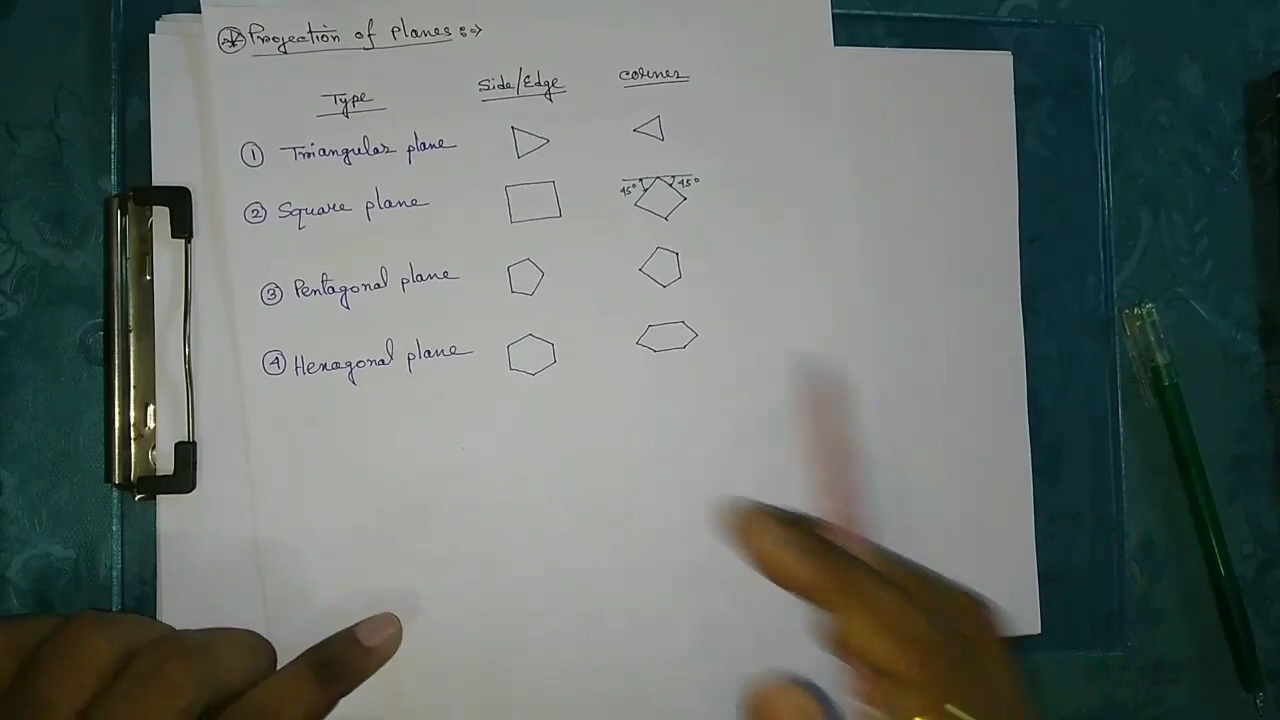 Projection of planes :->
Type Side/Edge corner
① Triangular plane
② Square plane 45° 45°
③ Pentagonal plane
④ Hexagonal plane